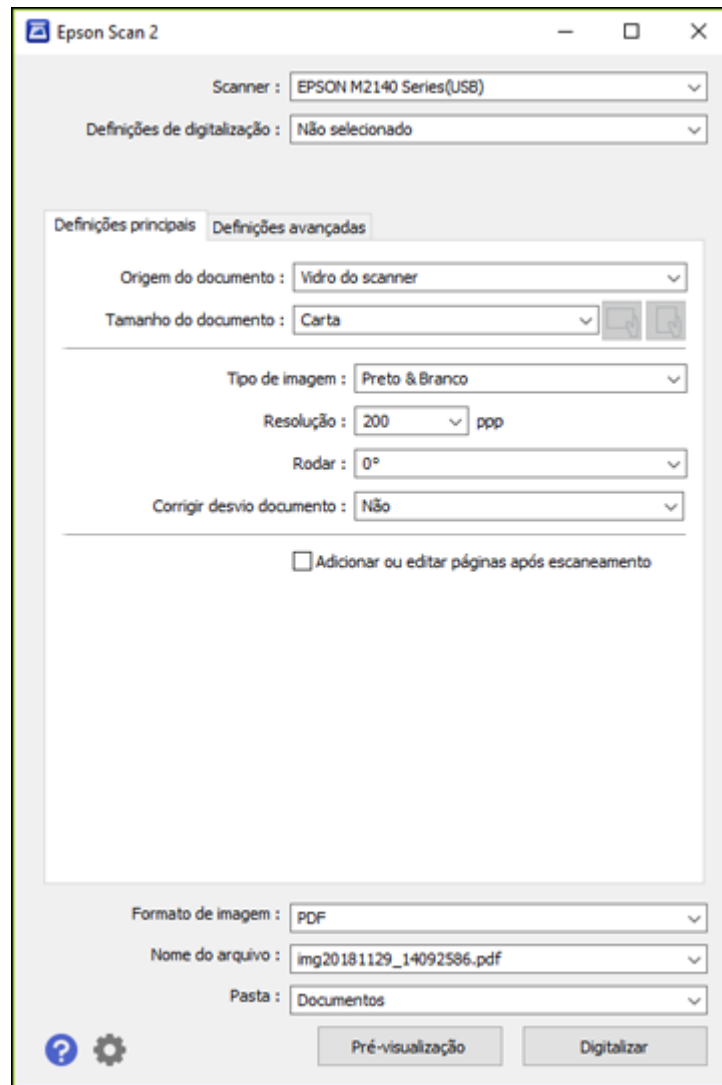 Epson Scan 2
Scanner : EPSON M2140 Series(USB)
Definições de digitalização : Não selecionado
Definições principais Definições avançadas
Origem do documento : Vidro do scanner
Tamanho do documento : Carta
Tipo de imagem : Preto & Branco
Resolução : 200 ppp
Rodar : 0°
Corrigir desvio documento : Não
Adicionar ou editar páginas após escaneamento
Formato de imagem : PDF
Nome do arquivo : img20181129_14092586.pdf
Pasta : Documentos
? Pré-visualização Digitalizar